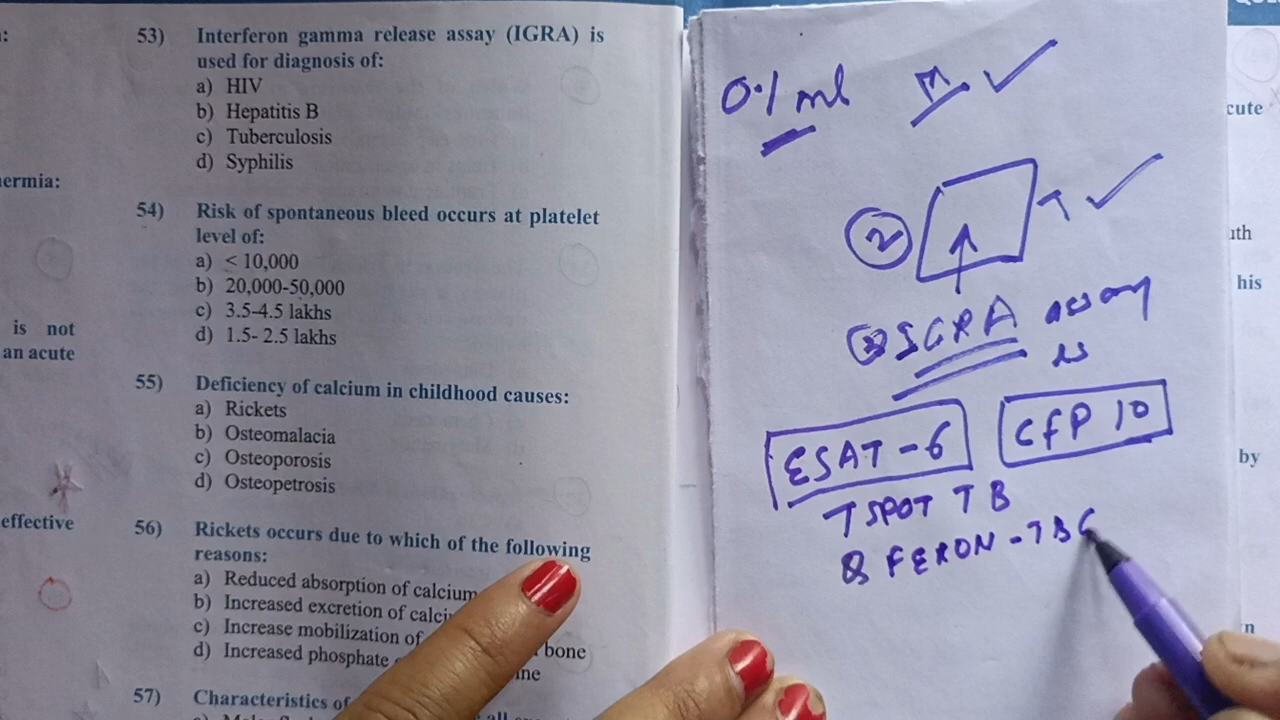 :
ermia:
is not
an acute
effective
53) Interferon gamma release assay (IGRA) is
used for diagnosis of:
a) HIV
b) Hepatitis B
c) Tuberculosis
d) Syphilis
54) Risk of spontaneous bleed occurs at platelet
level of:
a) < 10,000
b) 20,000-50,000
c) 3.5-4.5 lakhs
d) 1.5- 2.5 lakhs
55) Deficiency of calcium in childhood causes:
a) Rickets
b) Osteomalacia
c) Osteoporosis
d) Osteopetrosis
56) Rickets occurs due to which of the following
reasons:
a) Reduced absorption of calcium
b) Increased excretion of calci
c) Increase mobilization of bone
d) Increased phosphate ine
57) Characteristics of all
0.1 ml
2
3 IGRA assay
is
ESAT-6 CFP 10
T SPOT TB
& FERON-TB G
cute
uth
his
by
n